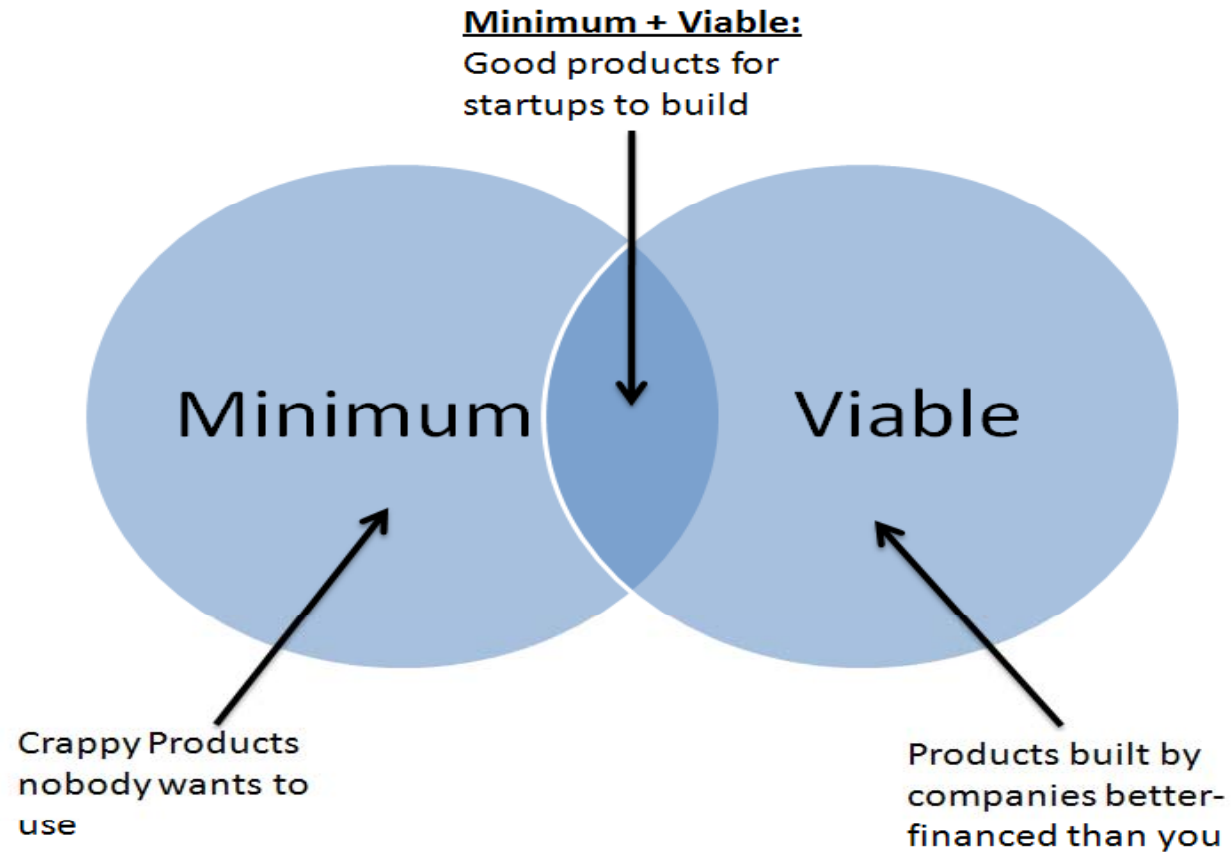 Minimum + Viable:
Good products for
startups to build
Minimum
Viable
Crappy Products
nobody wants to
use
Products built by
companies better-
financed than you